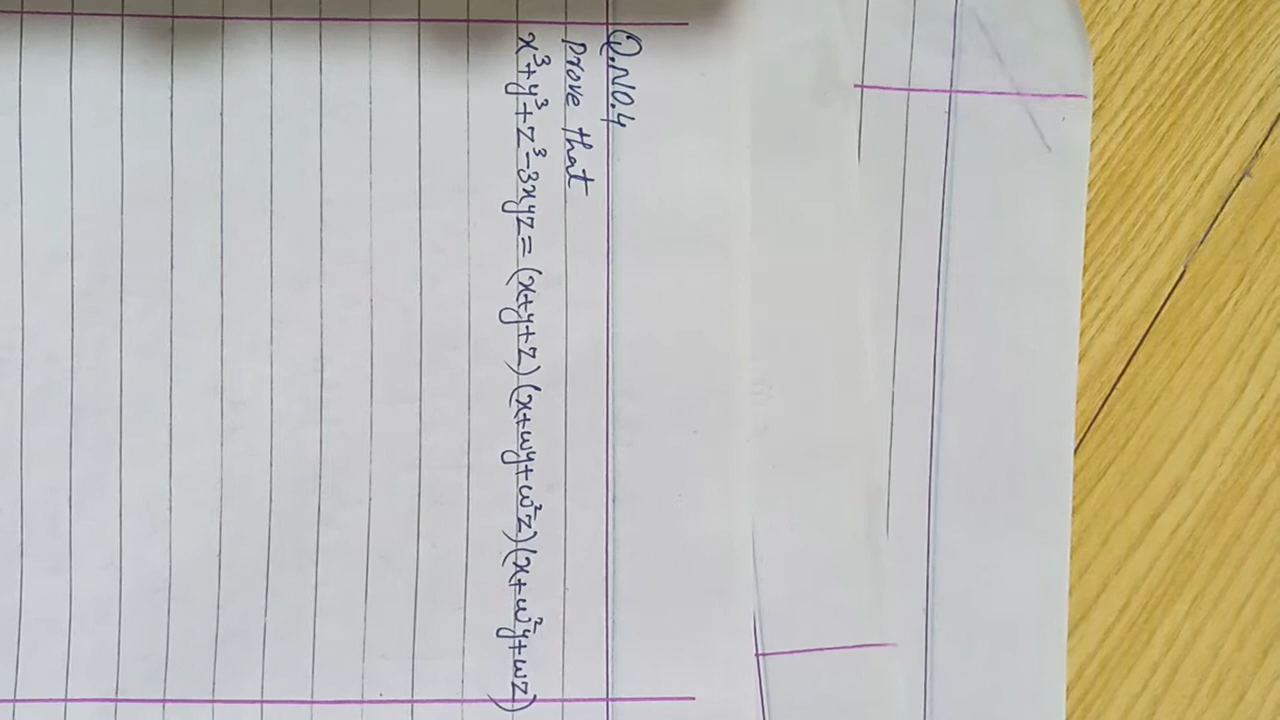 Q.NO.4
prove that
x³+y³+z³-3xyz = (x+y+z)(x+ωy+ω²z)(x+ω²y+ωz)